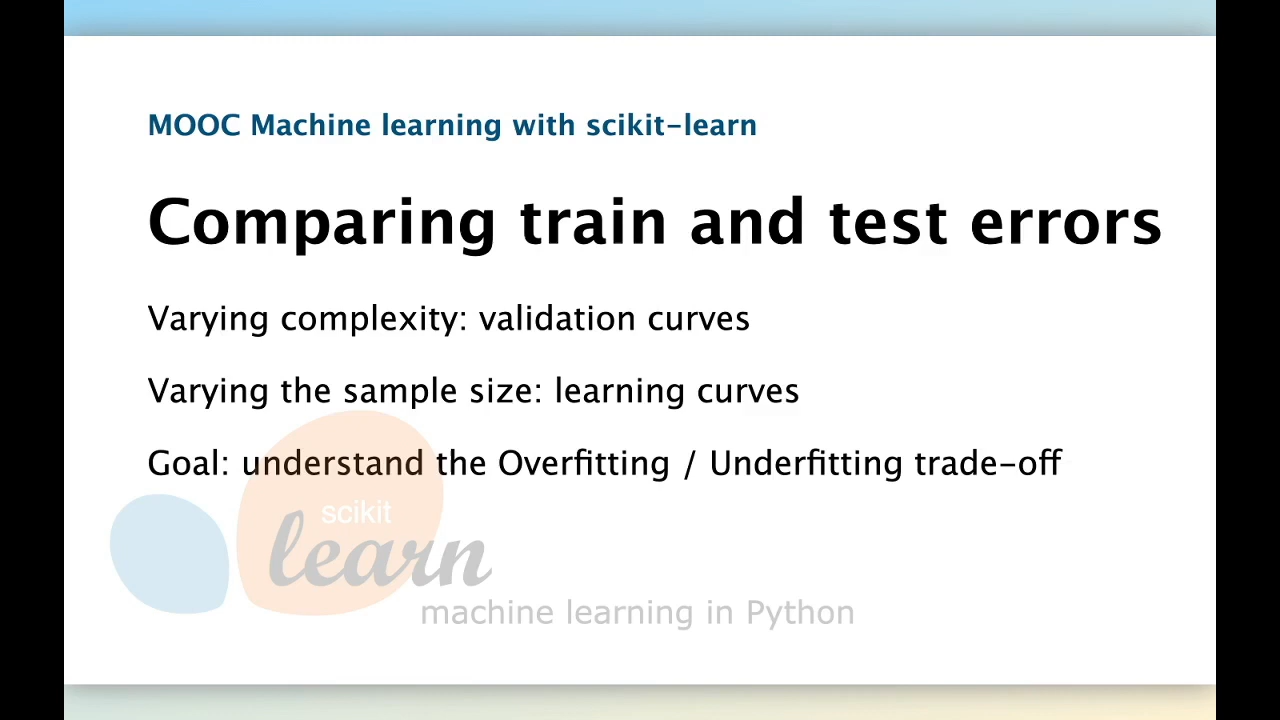 MOOC Machine learning with scikit-learn
Comparing train and test errors
Varying complexity: validation curves
Varying the sample size: learning curves
Goal: understand the Overfitting / Underfitting trade-off
scikit
learn
machine learning in Python